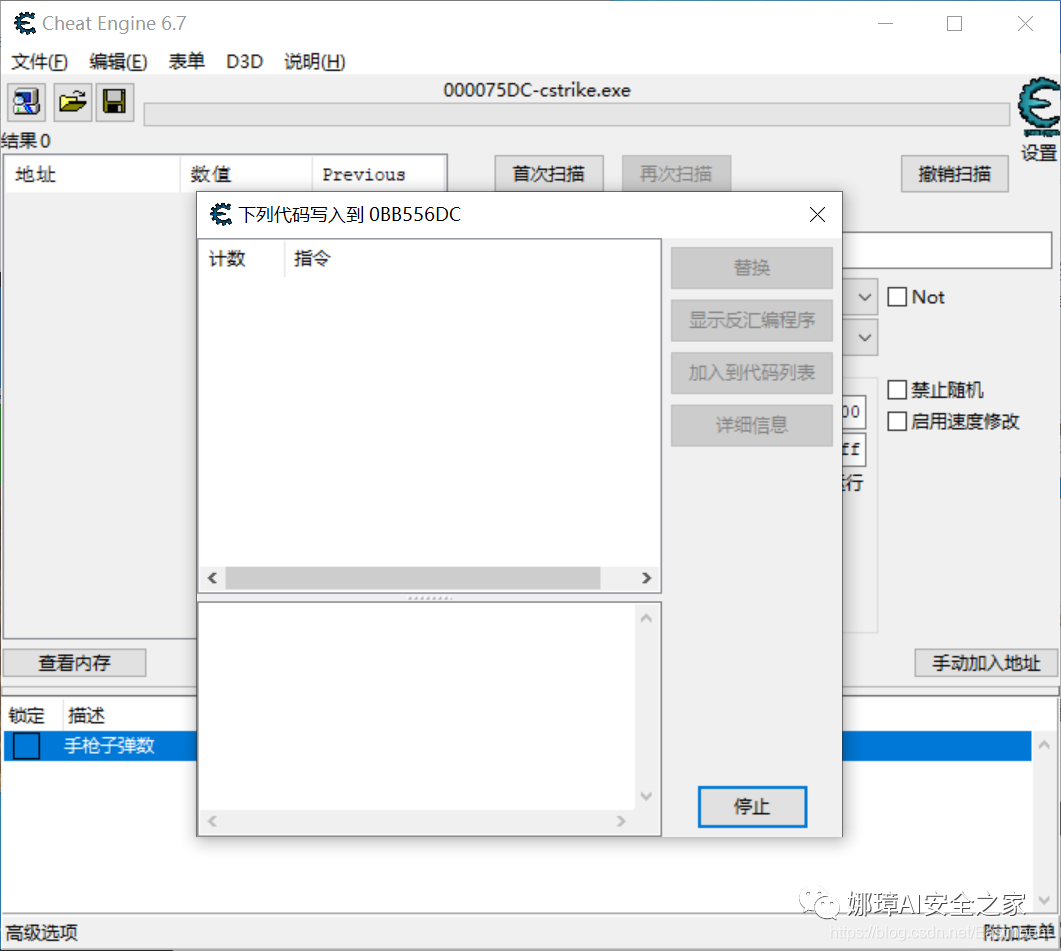 Cheat Engine 6.7
文件(F) 编辑(E) 表单 D3D 说明(H)
000075DC-cstrike.exe
结果0
设置
地址 数值 Previous
首次扫描 再次扫描 撤销扫描
下列代码写入到 0BB556DC
计数 指令
替换
Not
显示反汇编程序
加入到代码列表
禁止随机
00
启用速度修改
详细信息
ff
运行
查看内存
手动加入地址
锁定 描述
手枪子弹数
停止
娜璋AI安全之家
高级选项
附加表单